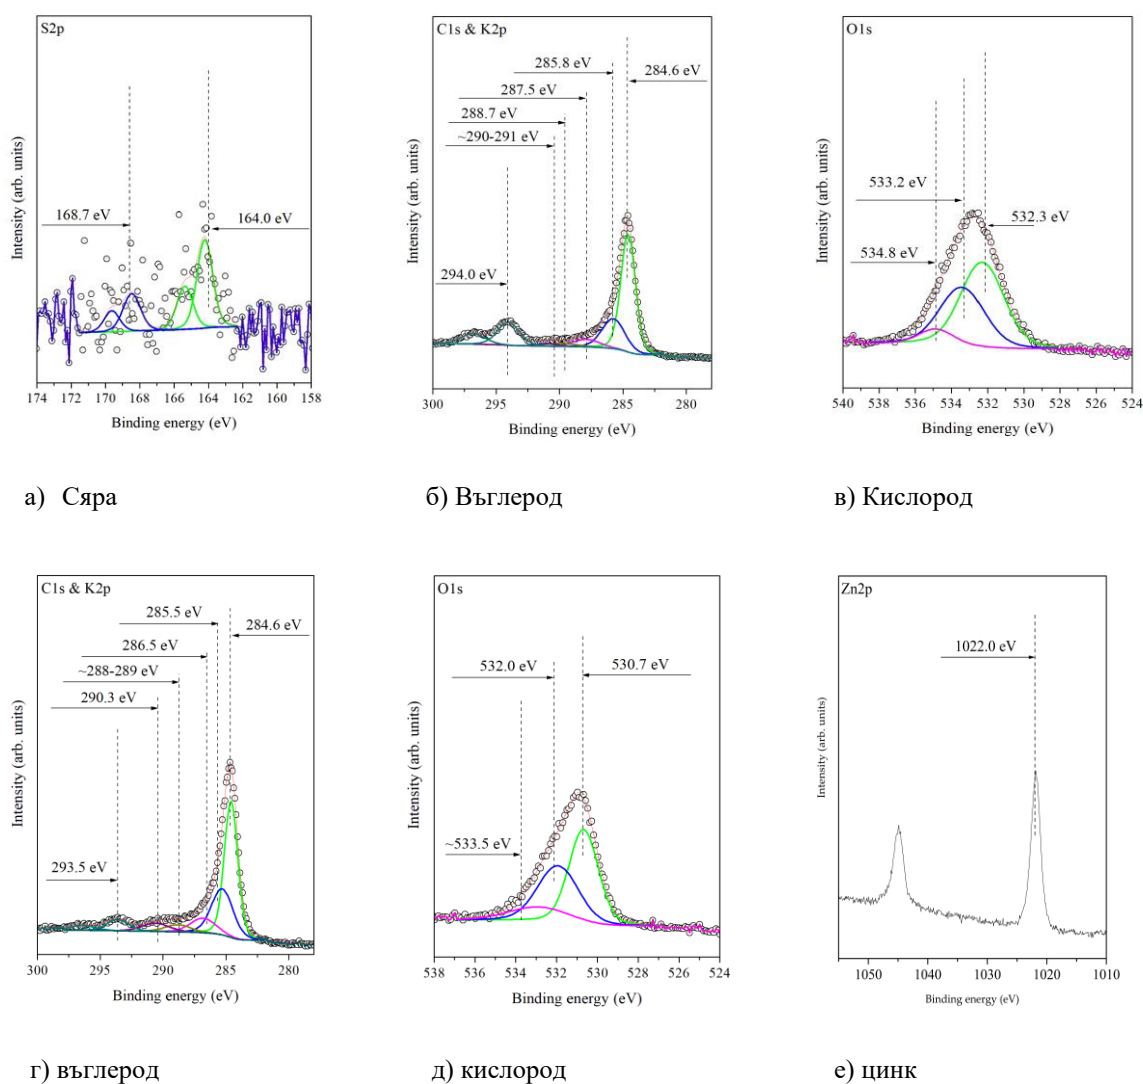 S2p
168.7 eV
164.0 eV
Intensity (arb. units)
174 172 170 168 166 164 162 160 158
Binding energy (eV)
C1s & K2p
285.8 eV
284.6 eV
287.5 eV
288.7 eV
~290-291 eV
294.0 eV
Intensity (arb. units)
300 295 290 285 280
Binding energy (eV)
O1s
533.2 eV
532.3 eV
534.8 eV
Intensity (arb. units)
540 538 536 534 532 530 528 526 524
Binding energy (eV)
а) Сяра
б) Въглерод
в) Кислород
C1s & K2p
285.5 eV
284.6 eV
286.5 eV
~288-289 eV
290.3 eV
293.5 eV
Intensity (arb. units)
300 295 290 285 280
Binding energy (eV)
O1s
532.0 eV
530.7 eV
~533.5 eV
Intensity (arb. units)
538 536 534 532 530 528 526 524
Binding energy (eV)
Zn2p
1022.0 eV
Intensity (arb. units)
1050 1040 1030 1020 1010
Binding energy (eV)
г) въглерод
д) кислород
е) цинк